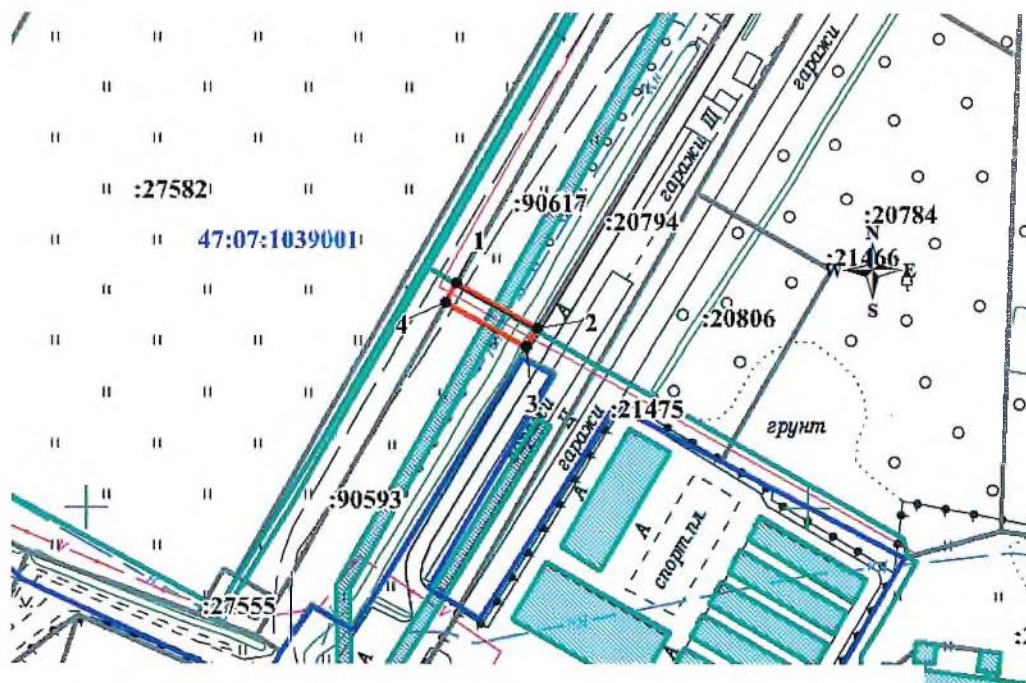 гаражи
:27582
:90617
гаражи
Ш
:20794
:20784
N
47:07:1039001
1
:21466
W
E
S
4
2
А
:20806
3
:21475
грунт
гаражи
:90593
А
А
спорт.пл.
:27555
А
А